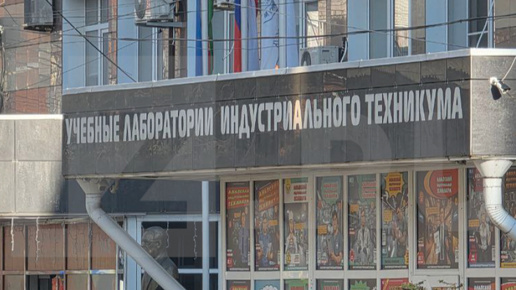 УЧЕБНЫЕ ЛАБОРАТОРИИ ИНДУСТРИАЛЬНОГО ТЕХНИКУМА